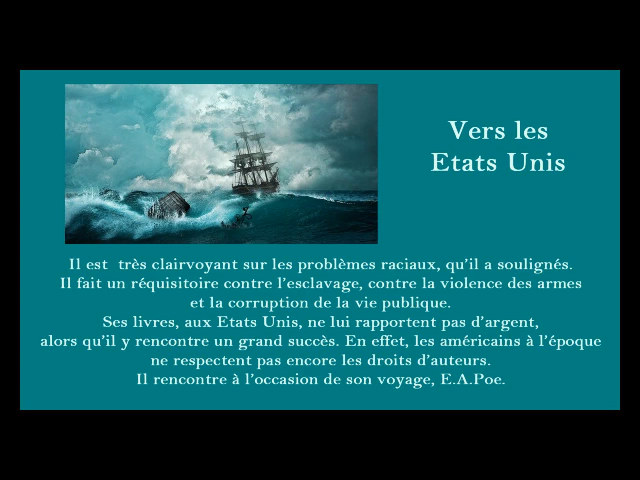 Vers les
Etats Unis
Il est très clairvoyant sur les problèmes raciaux, qu'il a soulignés.
Il fait un réquisitoire contre l'esclavage, contre la violence des armes
et la corruption de la vie publique.
Ses livres, aux Etats Unis, ne lui rapportent pas d'argent,
alors qu'il y rencontre un grand succès. En effet, les américains à l'époque
ne respectent pas encore les droits d'auteurs.
Il rencontre à l'occasion de son voyage, E.A.Poe.